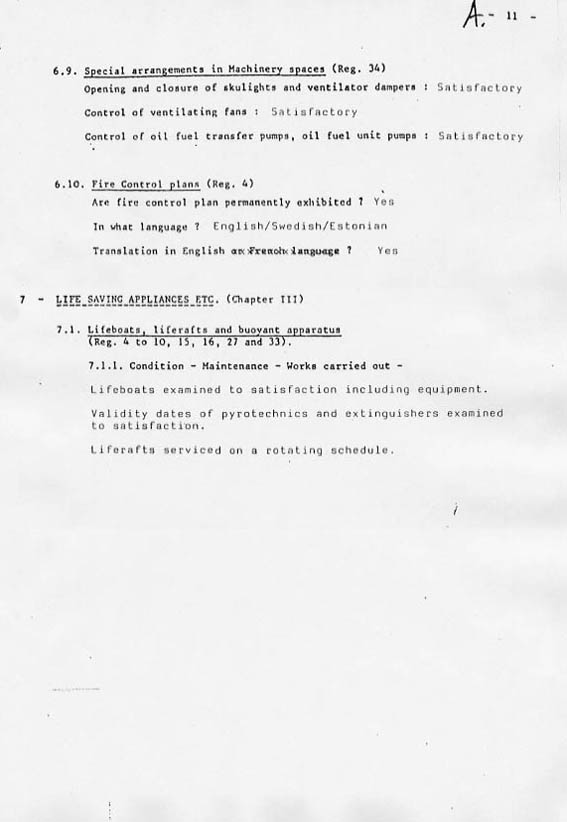 A. - 11 -
6.9. Special arrangements in Machinery spaces (Reg. 34)
Opening and closure of skulights and ventilator dampers : Satisfactory
Control of ventilating fans : Satisfactory
Control of oil fuel transfer pumps, oil fuel unit pumps : Satisfactory
6.10. Fire Control plans (Reg. 4)
Are fire control plan permanently exhibited ? Yes
In what language ? English/Swedish/Estonian
Translation in English or French language ? Yes
7 - LIFE SAVING APPLIANCES ETC. (Chapter III)
7.1. Lifeboats, liferafts and buoyant apparatus
(Reg. 4 to 10, 15, 16, 27 and 33).
7.1.1. Condition - Maintenance - Works carried out -
Lifeboats examined to satisfaction including equipment.
Validity dates of pyrotechnics and extinguishers examined
to satisfaction.
Liferafts serviced on a rotating schedule.